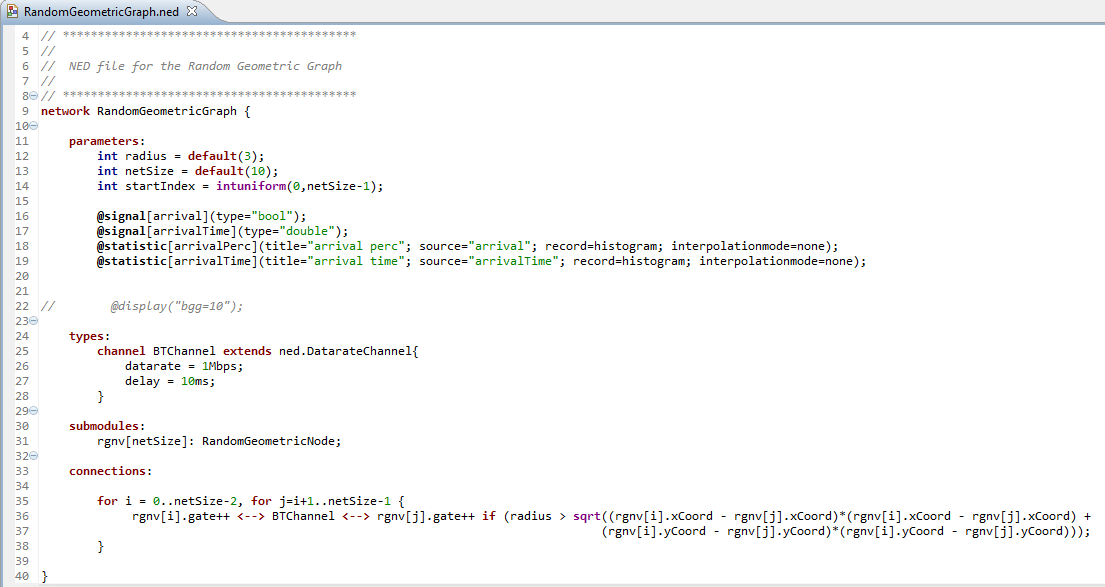 RandomGeometricGraph.ned
4 // ******************************************
5 //
6 //  NED file for the Random Geometric Graph
7 //
8 // ******************************************
9 network RandomGeometricGraph {
10
11     parameters:
12         int radius = default(3);
13         int netSize = default(10);
14         int startIndex = intuniform(0,netSize-1);
15
16         @signal[arrival](type="bool");
17         @signal[arrivalTime](type="double");
18         @statistic[arrivalPerc](title="arrival perc"; source="arrival"; record=histogram; interpolationmode=none);
19         @statistic[arrivalTime](title="arrival time"; source="arrivalTime"; record=histogram; interpolationmode=none);
20
21
22 //        @display("bgg=10");
23
24     types:
25         channel BTChannel extends ned.DatarateChannel{
26             datarate = 1Mbps;
27             delay = 10ms;
28         }
29
30     submodules:
31         rgnv[netSize]: RandomGeometricNode;
32
33     connections:
34
35         for i = 0..netSize-2, for j=i+1..netSize-1 {
36              rgnv[i].gate++ <--> BTChannel <--> rgnv[j].gate++ if (radius > sqrt((rgnv[i].xCoord - rgnv[j].xCoord)*(rgnv[i].xCoord - rgnv[j].xCoord) +
37                                                                                 (rgnv[i].yCoord - rgnv[j].yCoord)*(rgnv[i].yCoord - rgnv[j].yCoord)));
38         }
39
40 }